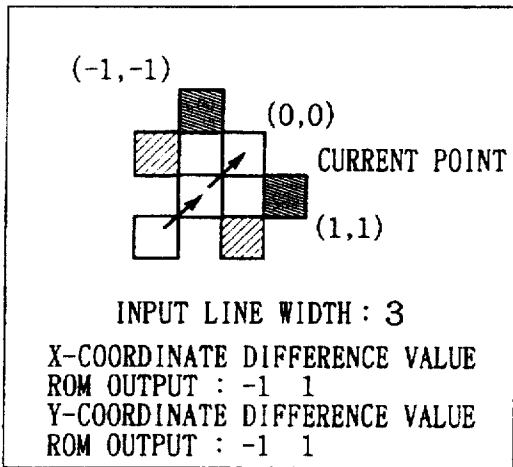 (-1,-1)
(0,0)
CURRENT POINT
(1,1)
INPUT LINE WIDTH : 3
X-COORDINATE DIFFERENCE VALUE
ROM OUTPUT : -1 1
Y-COORDINATE DIFFERENCE VALUE
ROM OUTPUT : -1 1